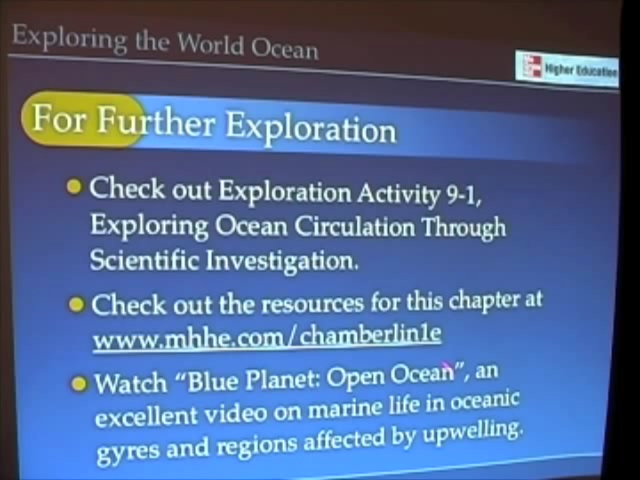 Exploring the World Ocean
Higher Education
For Further Exploration
Check out Exploration Activity 9-1,
Exploring Ocean Circulation Through
Scientific Investigation.
Check out the resources for this chapter at
www.mhhe.com/chamberlin1e
Watch “Blue Planet: Open Ocean”, an
excellent video on marine life in oceanic
gyres and regions affected by upwelling.